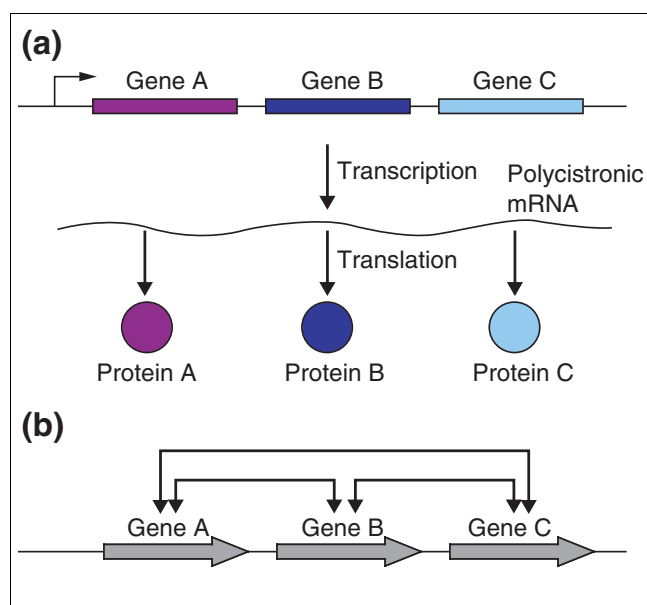 (a)
Gene A Gene B Gene C
Transcription
Polycistronic
mRNA
Translation
Protein A Protein B Protein C
(b)
Gene A Gene B Gene C